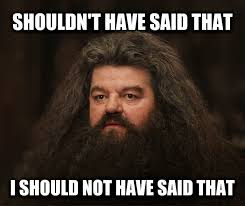 SHOULDN'T HAVE SAID THAT
I SHOULD NOT HAVE SAID THAT